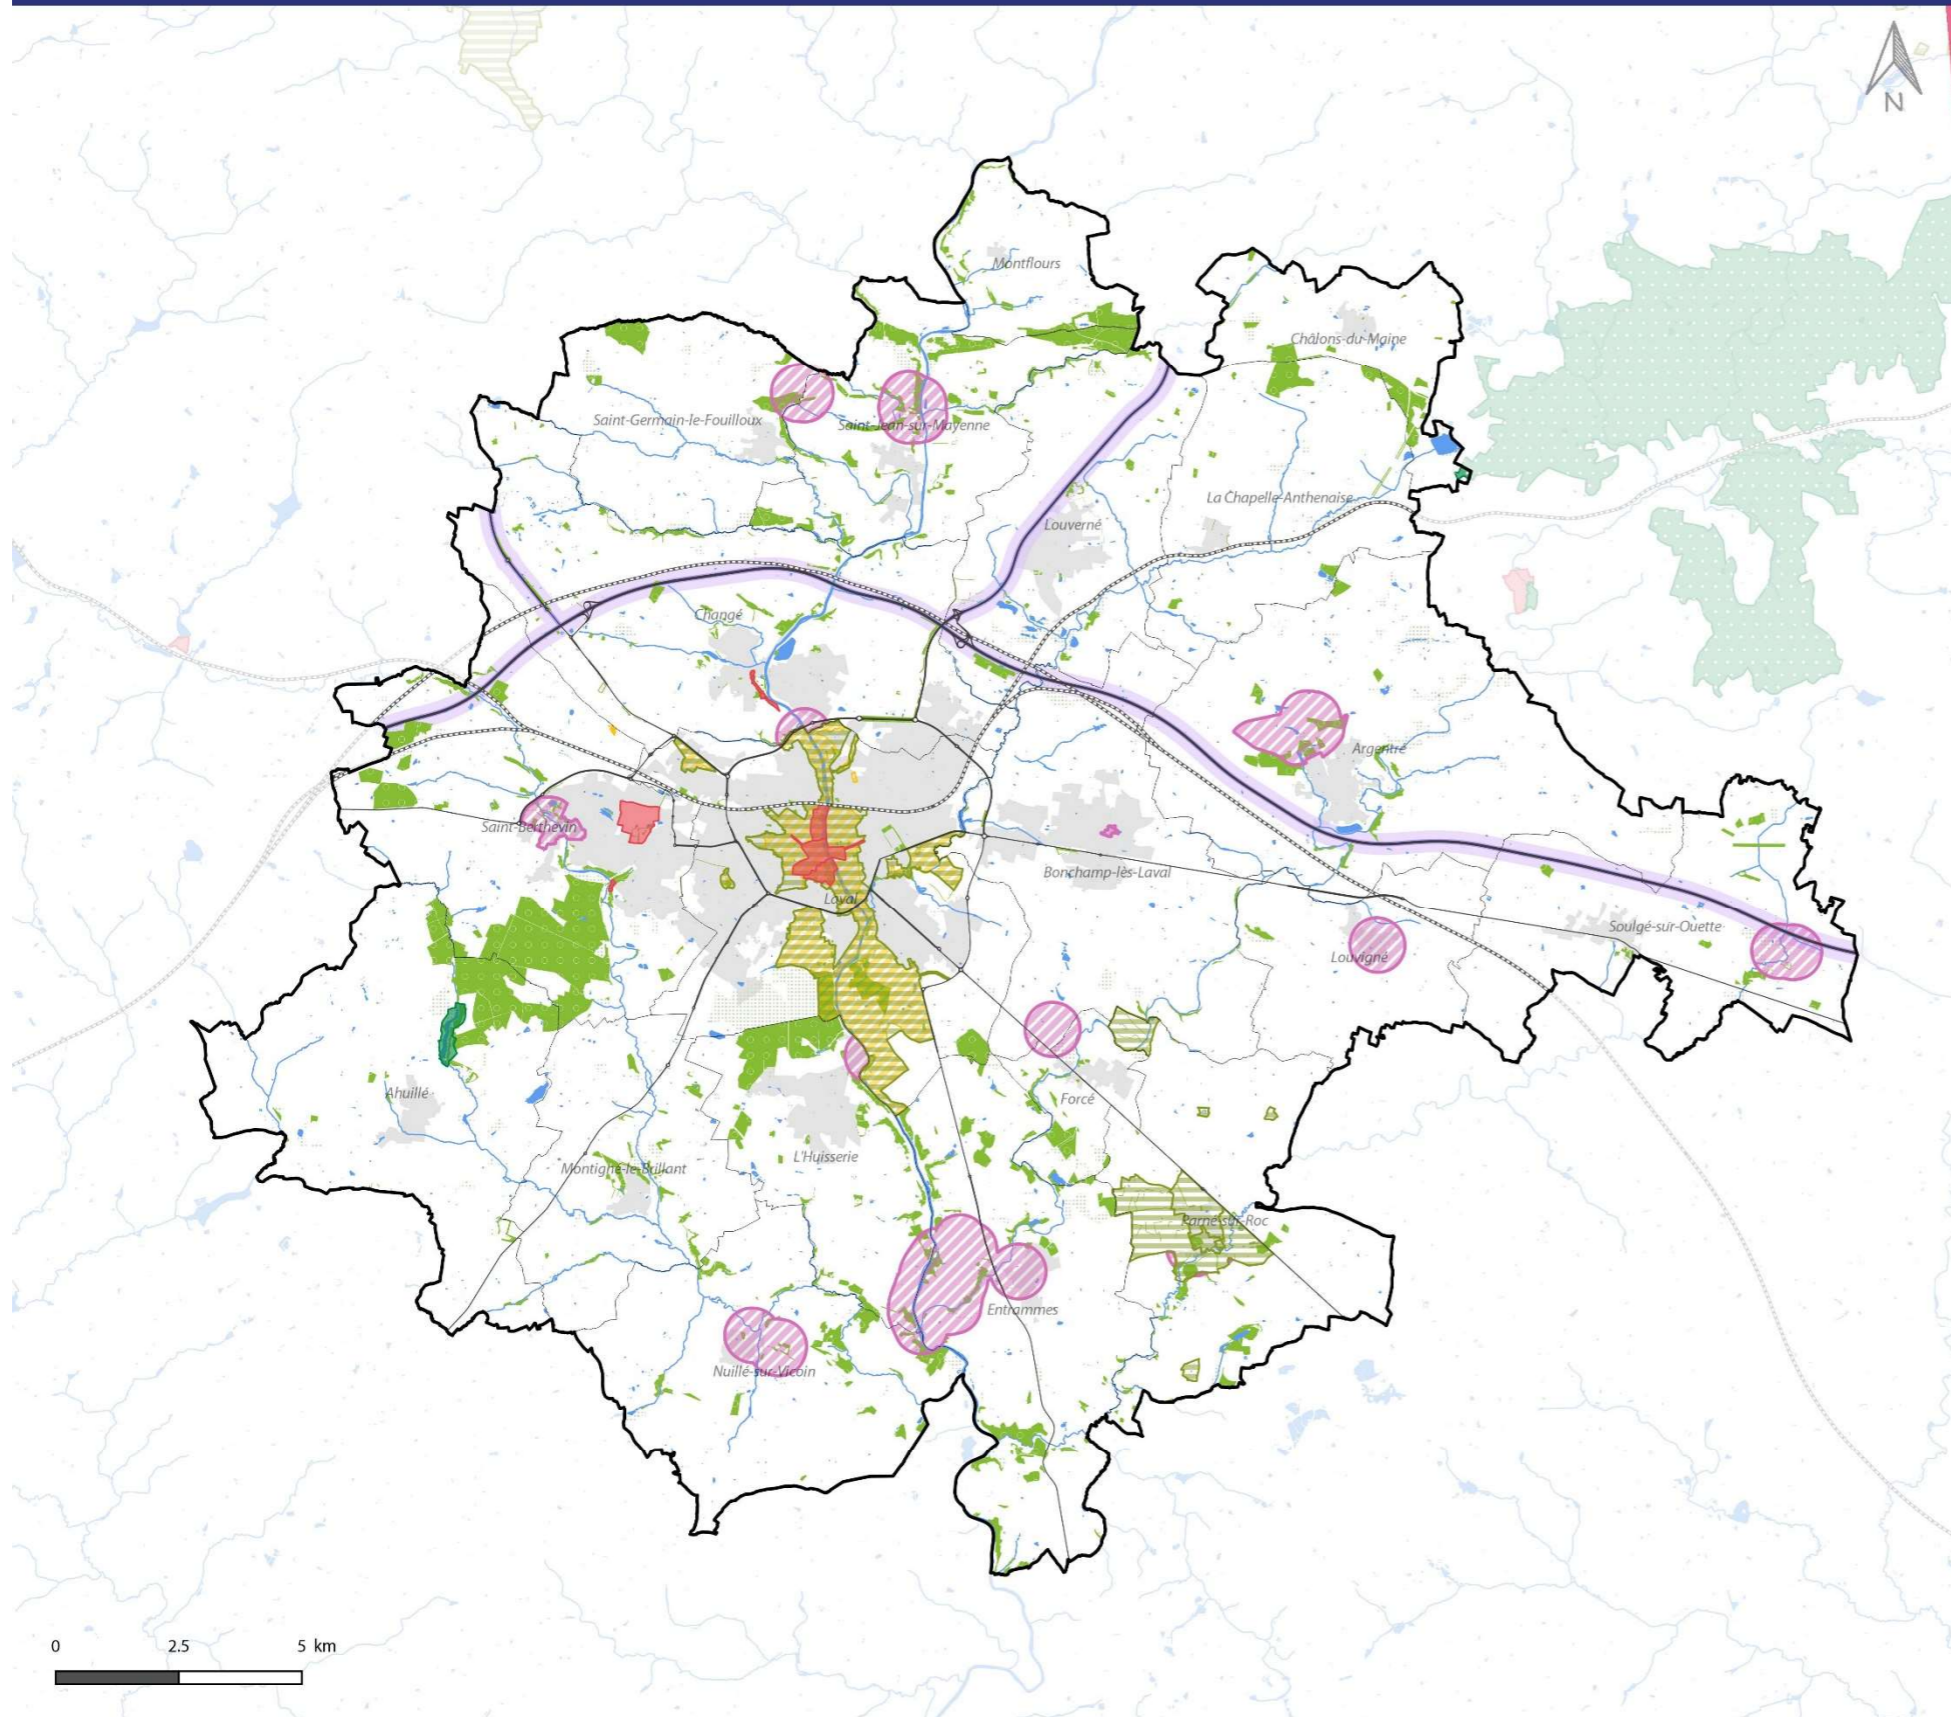 N
Montflours
Châlons-du-Maine
Saint-Germain-le-Fouilloux
Saint-Jean-sur-Mayenne
La Chapelle-Anthenaise
Louverné
Changé
Argentré
Saint-Berthevin
Bonchamp-lès-Laval
Laval
Soulgé-sur-Ouette
Louvigné
Ahuillé
Forcé
L'Huisserie
Montigné-le-Brillant
Parné-sur-Roc
Entrammes
Nuillé-sur-Vicoin
0 2.5 5 km